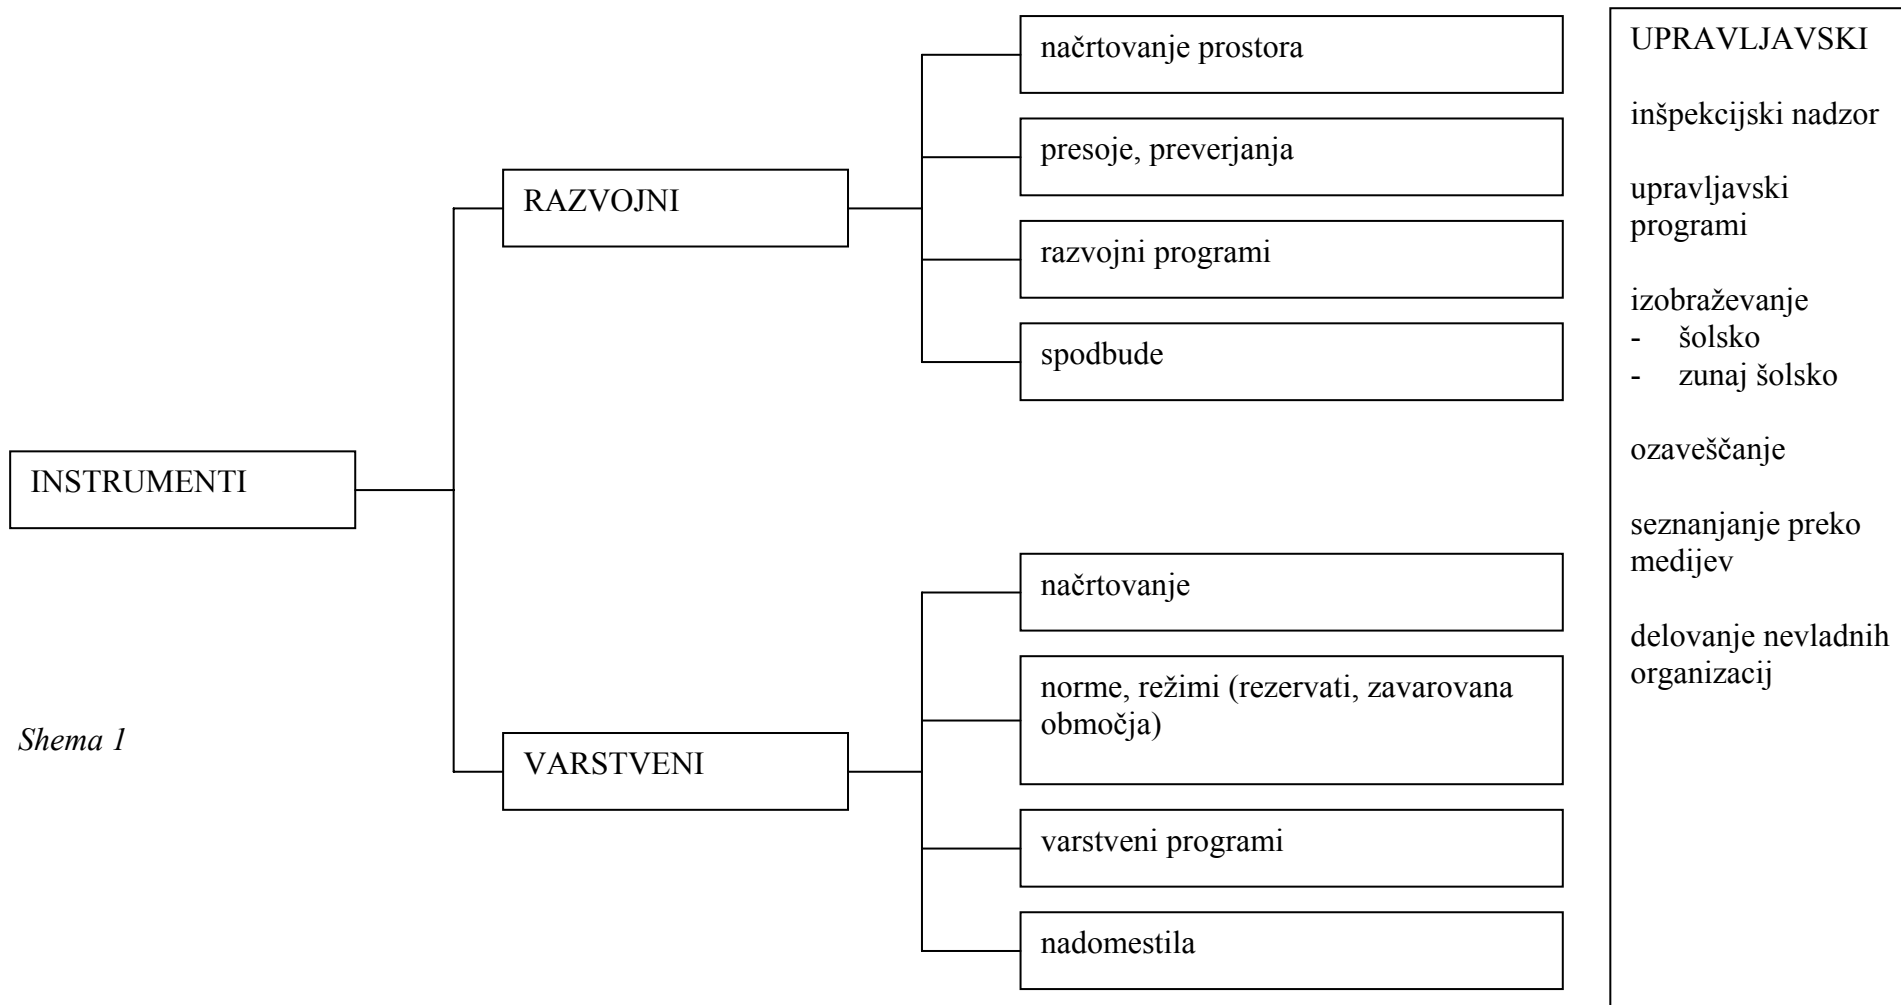 INSTRUMENTI
RAZVOJNI
načrtovanje prostora
presoje, preverjanja
razvojni programi
spodbude
VARSTVENI
načrtovanje
norme, režimi (rezervati, zavarovana
območja)
varstveni programi
nadomestila
UPRAVLJAVSKI
inšpekcijski nadzor
upravljavski
programi
izobraževanje
- šolsko
- zunaj šolsko
ozaveščanje
seznanjanje preko
medijev
delovanje nevladnih
organizacij
Shema 1